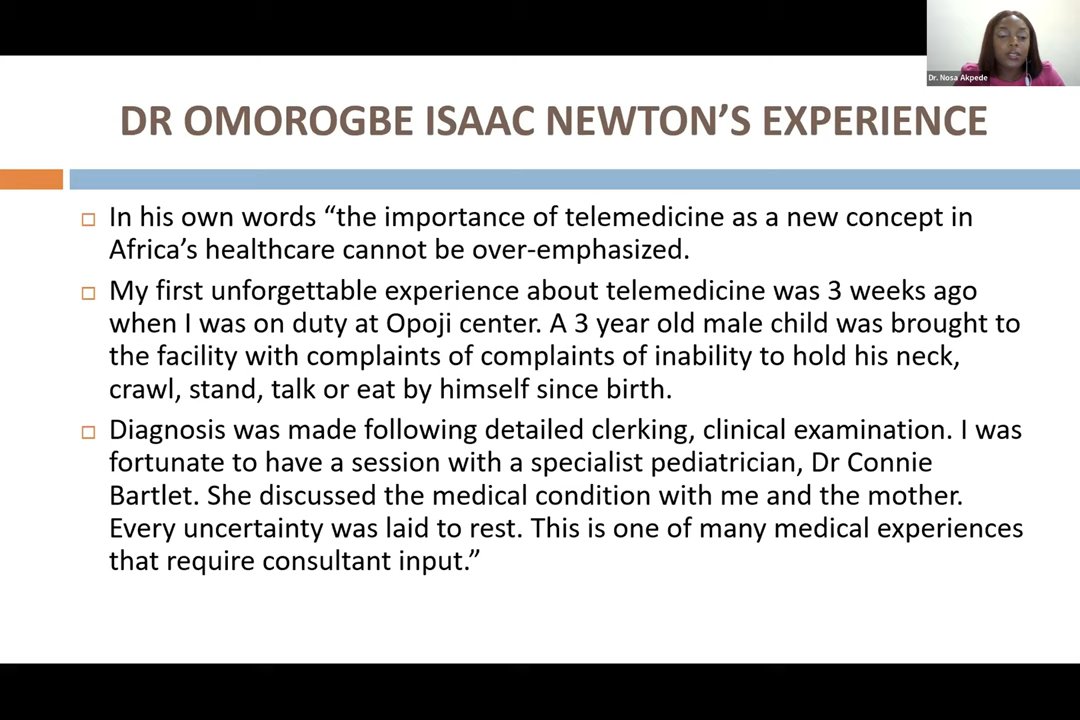 Dr. Nosa Akpede
DR OMOROGBE ISAAC NEWTON’S EXPERIENCE
In his own words “the importance of telemedicine as a new concept in
Africa’s healthcare cannot be over-emphasized.
My first unforgettable experience about telemedicine was 3 weeks ago
when I was on duty at Opoji center. A 3 year old male child was brought to
the facility with complaints of complaints of inability to hold his neck,
crawl, stand, talk or eat by himself since birth.
Diagnosis was made following detailed clerking, clinical examination. I was
fortunate to have a session with a specialist pediatrician, Dr Connie
Bartlet. She discussed the medical condition with me and the mother.
Every uncertainty was laid to rest. This is one of many medical experiences
that require consultant input.”